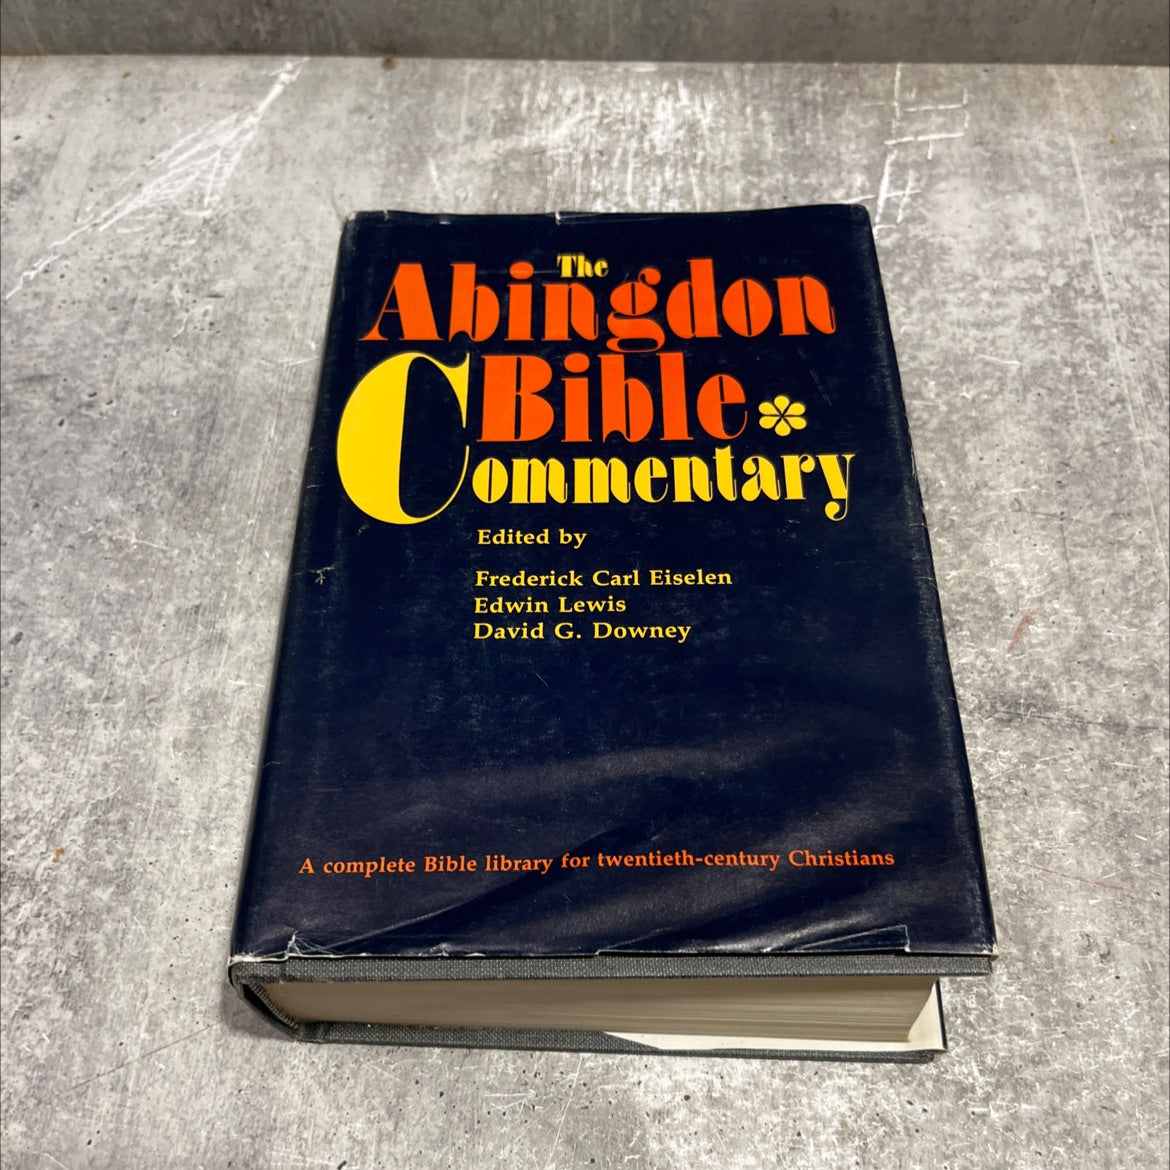 The
Abingdon
Bible
Commentary
Edited by
Frederick Carl Eiselen
Edwin Lewis
David G. Downey
A complete Bible library for twentieth-century Christians